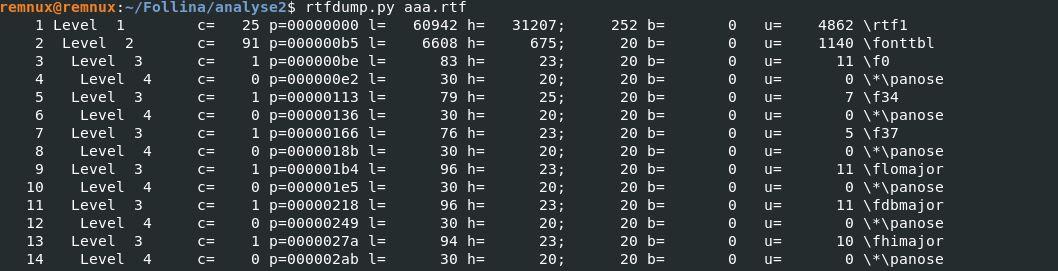 remnux@remnux:~/Follina/analyse2$ rtfdump.py aaa.rtf
    1 Level  1        c=   25 p=00000000 l=   60942 h=   31207;     252 b=       0   u=    4862 \rtf1
    2  Level  2       c=   91 p=000000b5 l=    6608 h=     675;      20 b=       0   u=    1140 \fonttbl
    3   Level  3      c=    1 p=000000be l=      83 h=      23;      20 b=       0   u=      11 \f0
    4    Level  4     c=    0 p=000000e2 l=      30 h=      20;      20 b=       0   u=       0 \*\panose
    5   Level  3      c=    1 p=00000113 l=      79 h=      25;      20 b=       0   u=       7 \f34
    6    Level  4     c=    0 p=00000136 l=      30 h=      20;      20 b=       0   u=       0 \*\panose
    7   Level  3      c=    1 p=00000166 l=      76 h=      23;      20 b=       0   u=       5 \f37
    8    Level  4     c=    0 p=0000018b l=      30 h=      20;      20 b=       0   u=       0 \*\panose
    9   Level  3      c=    1 p=000001b4 l=      96 h=      23;      20 b=       0   u=      11 \flomajor
   10    Level  4     c=    0 p=000001e5 l=      30 h=      20;      20 b=       0   u=       0 \*\panose
   11   Level  3      c=    1 p=00000218 l=      96 h=      23;      20 b=       0   u=      11 \fdbmajor
   12    Level  4     c=    0 p=00000249 l=      30 h=      20;      20 b=       0   u=       0 \*\panose
   13   Level  3      c=    1 p=0000027a l=      94 h=      23;      20 b=       0   u=      10 \fhimajor
   14    Level  4     c=    0 p=000002ab l=      30 h=      20;      20 b=       0   u=       0 \*\panose